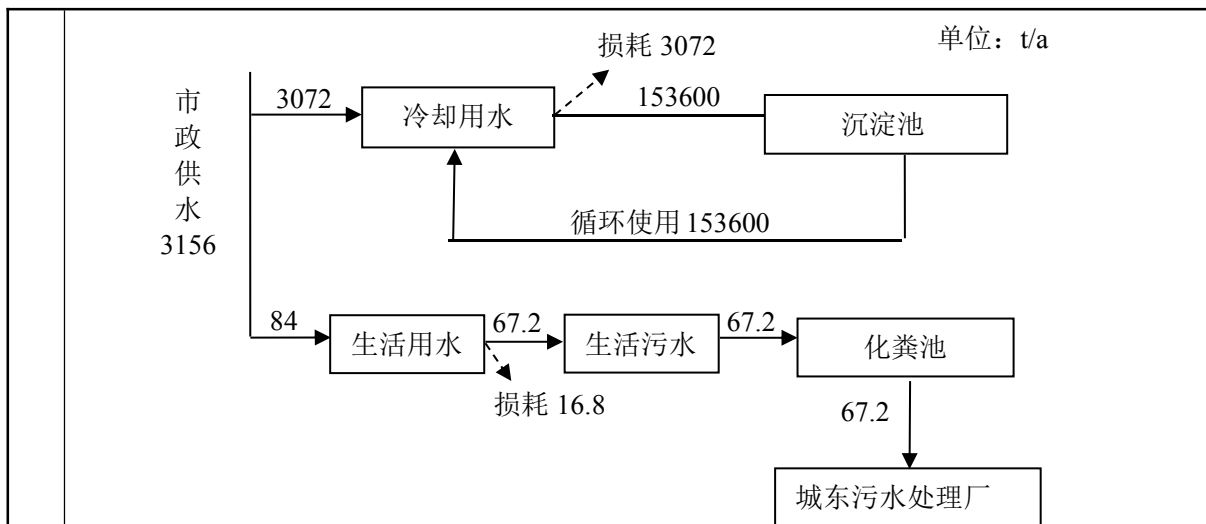 单位：t/a
损耗 3072
市政供水
3156
3072
冷却用水
153600
沉淀池
循环使用 153600
84
生活用水
67.2
生活污水
67.2
化粪池
损耗 16.8
67.2
城东污水处理厂